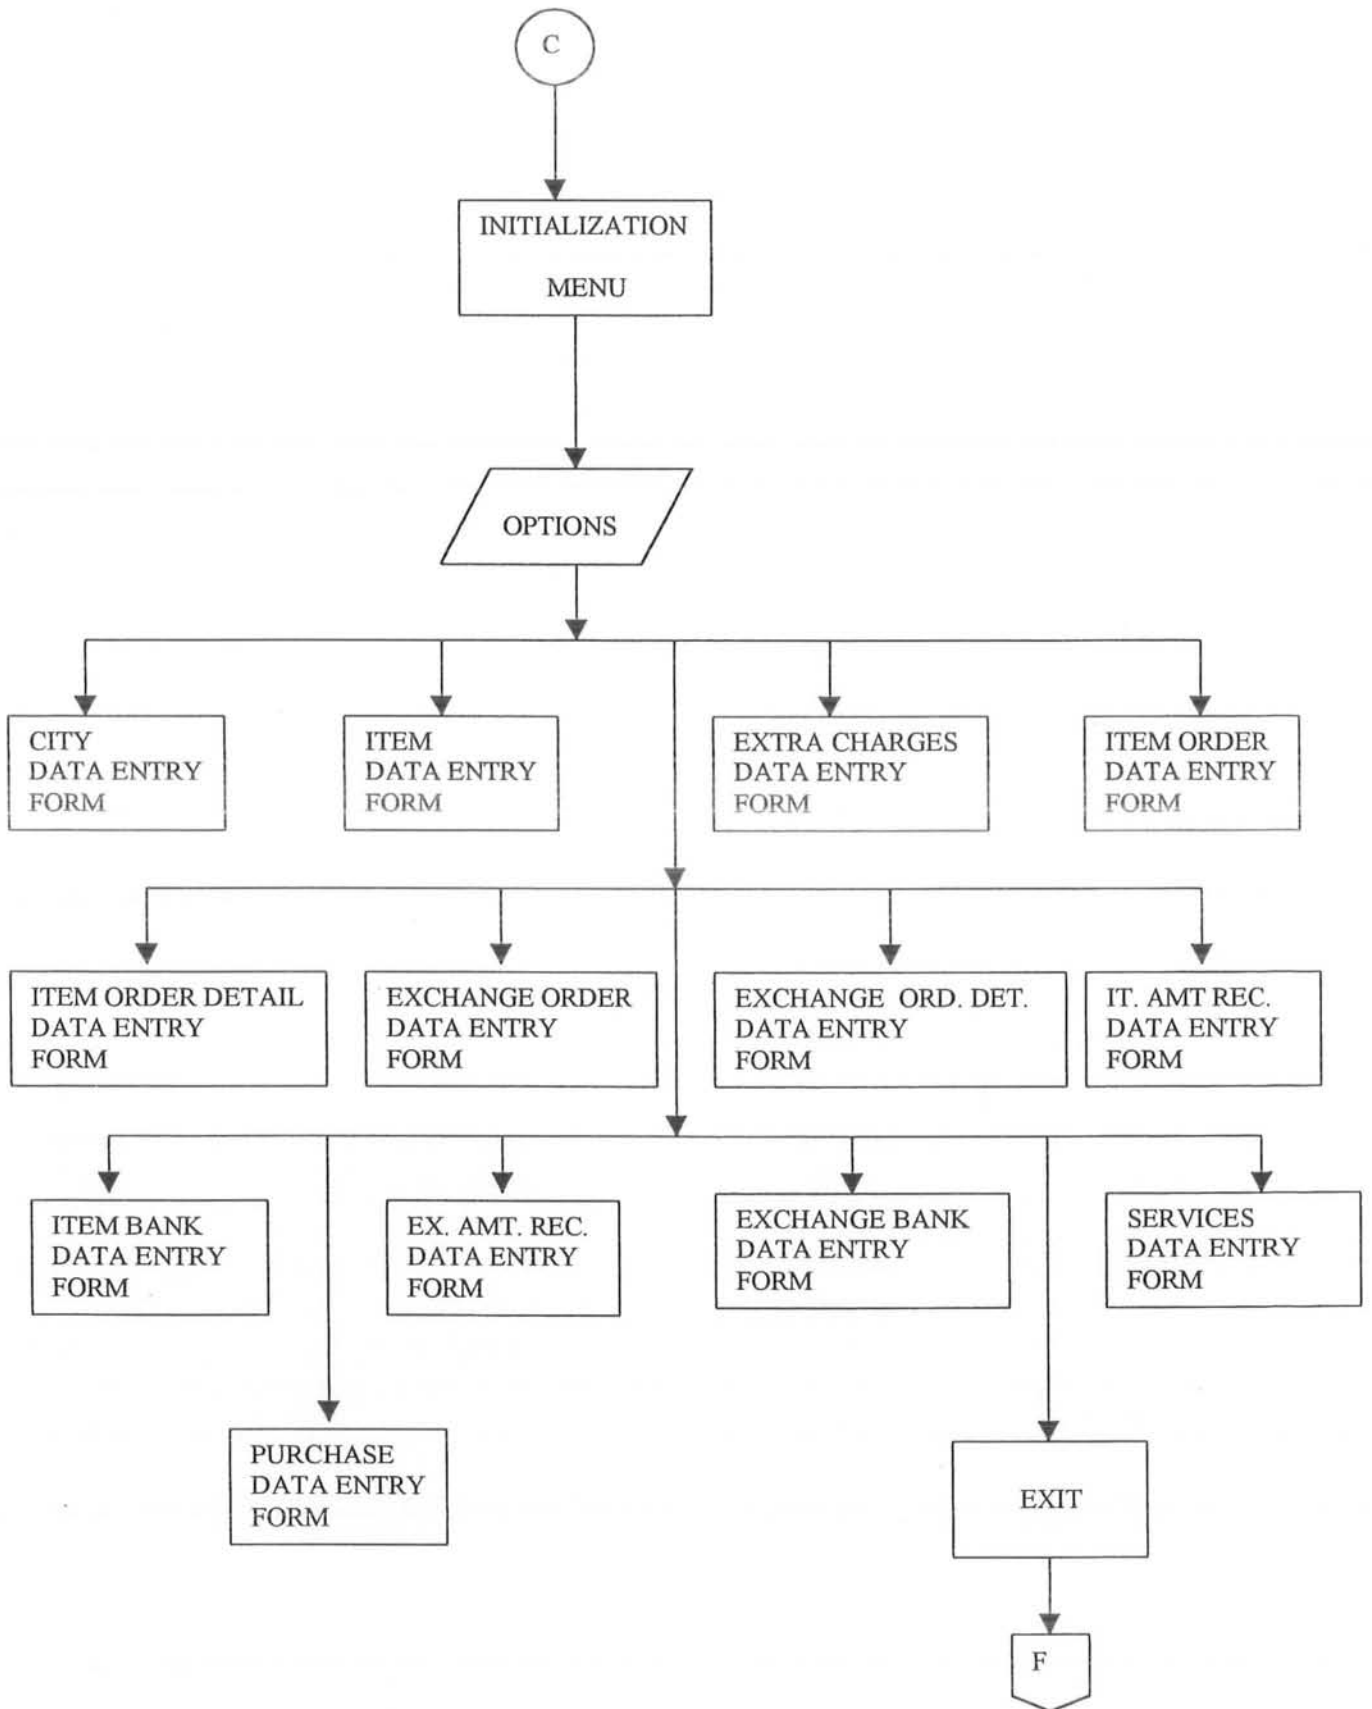 C
INITIALIZATION
MENU
OPTIONS
CITY
DATA ENTRY
FORM
ITEM
DATA ENTRY
FORM
EXTRA CHARGES
DATA ENTRY
FORM
ITEM ORDER
DATA ENTRY
FORM
ITEM ORDER DETAIL
DATA ENTRY
FORM
EXCHANGE ORDER
DATA ENTRY
FORM
EXCHANGE ORD. DET.
DATA ENTRY
FORM
IT. AMT REC.
DATA ENTRY
FORM
ITEM BANK
DATA ENTRY
FORM
EX. AMT. REC.
DATA ENTRY
FORM
EXCHANGE BANK
DATA ENTRY
FORM
SERVICES
DATA ENTRY
FORM
PURCHASE
DATA ENTRY
FORM
EXIT
F